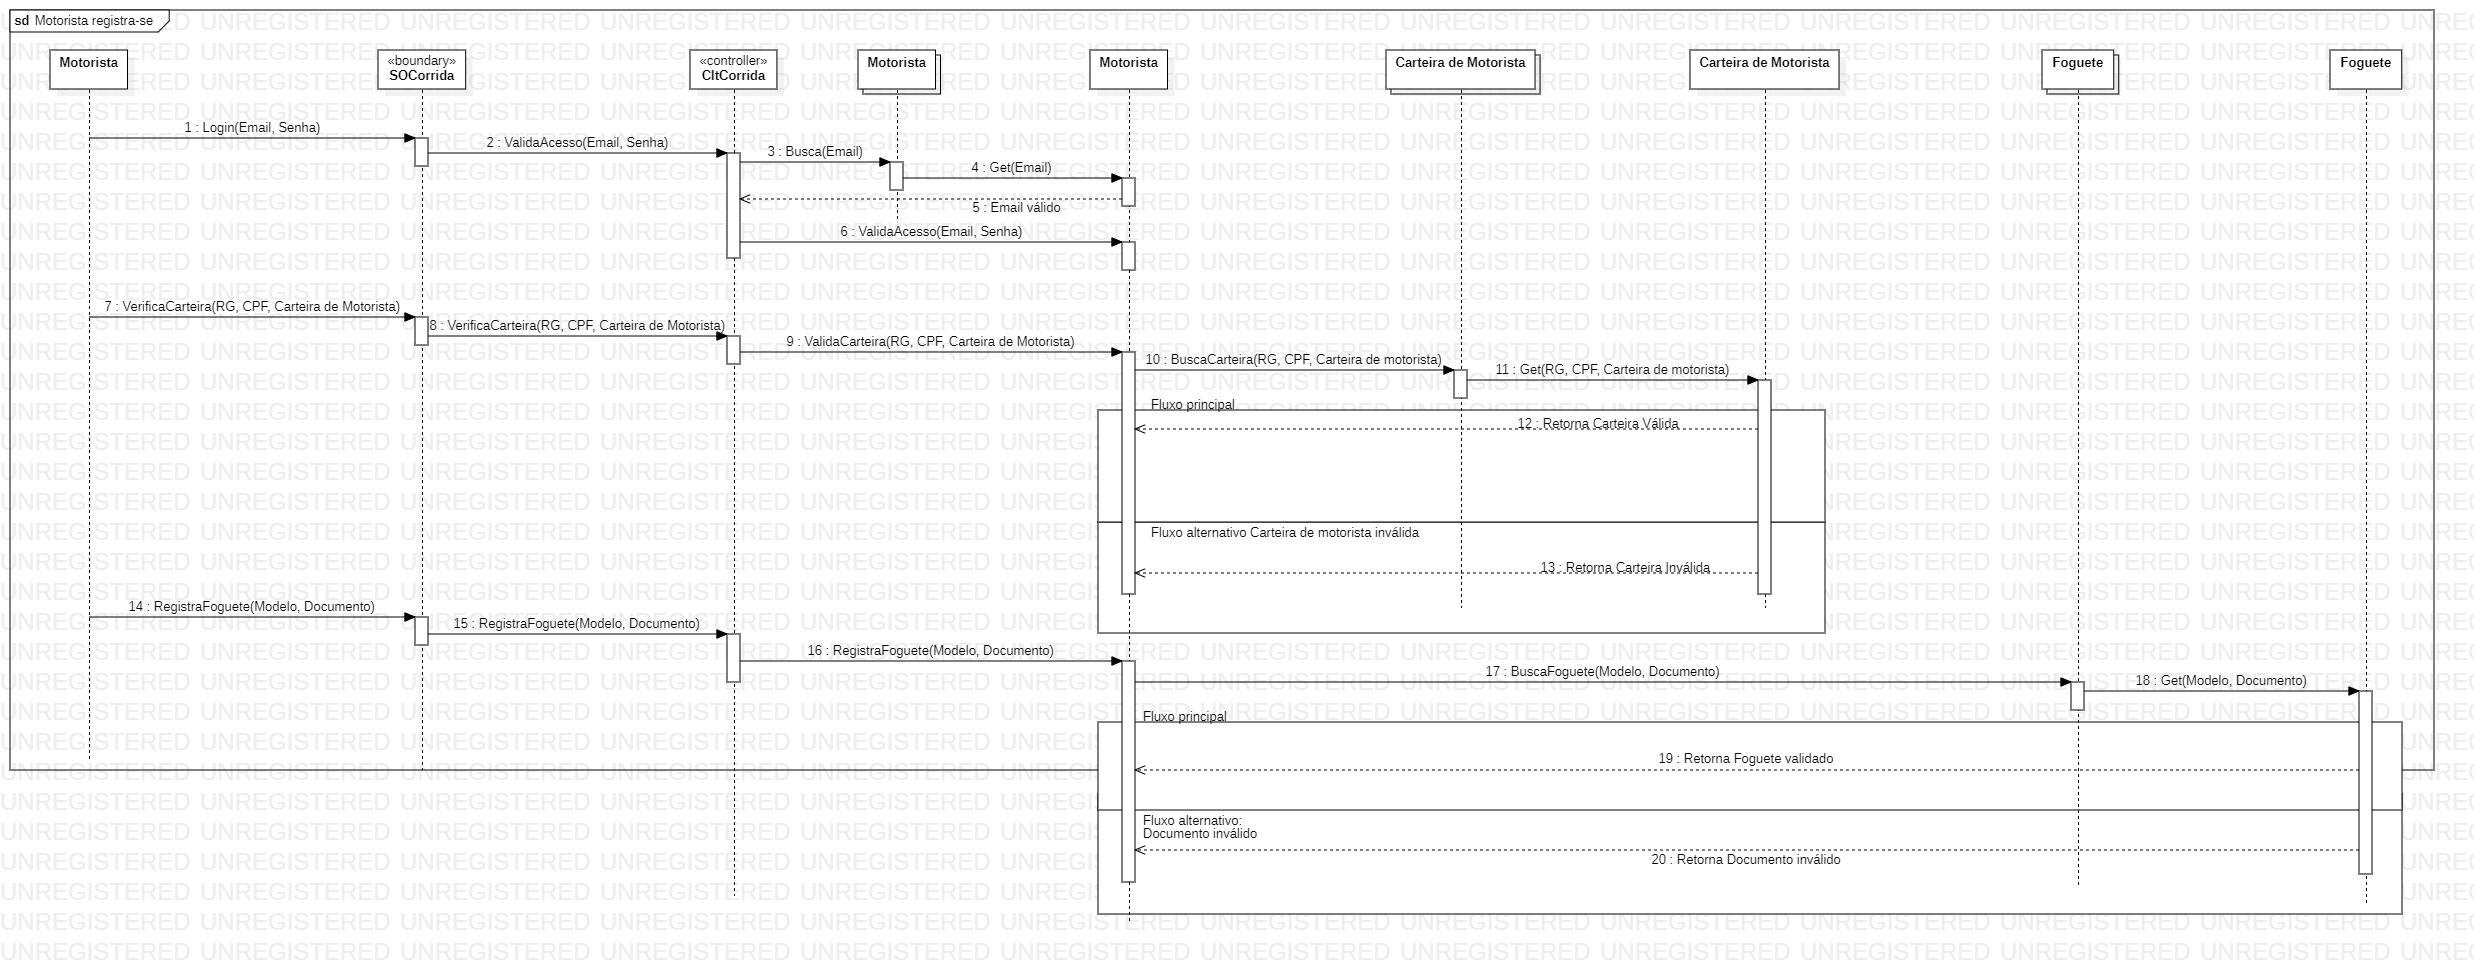 sd Motorista registra-se
Motorista
«boundary»
SOCorrida
«controller»
CltCorrida
Motorista
Motorista
Carteira de Motorista
Carteira de Motorista
Foguete
Foguete
1 : Login(Email, Senha)
2 : ValidaAcesso(Email, Senha)
3 : Busca(Email)
4 : Get(Email)
5 : Email válido
6 : ValidaAcesso(Email, Senha)
7 : VerificaCarteira(RG, CPF, Carteira de Motorista)
8 : VerificaCarteira(RG, CPF, Carteira de Motorista)
9 : ValidaCarteira(RG, CPF, Carteira de Motorista)
10 : BuscaCarteira(RG, CPF, Carteira de motorista)
11 : Get(RG, CPF, Carteira de motorista)
Fluxo principal
12 : Retorna Carteira Válida
Fluxo alternativo Carteira de motorista inválida
13 : Retorna Carteira Inválida
14 : RegistraFoguete(Modelo, Documento)
15 : RegistraFoguete(Modelo, Documento)
16 : RegistraFoguete(Modelo, Documento)
17 : BuscaFoguete(Modelo, Documento)
18 : Get(Modelo, Documento)
Fluxo principal
19 : Retorna Foguete validado
Fluxo alternativo:
Documento inválido
20 : Retorna Documento inválido
UNREGISTERED